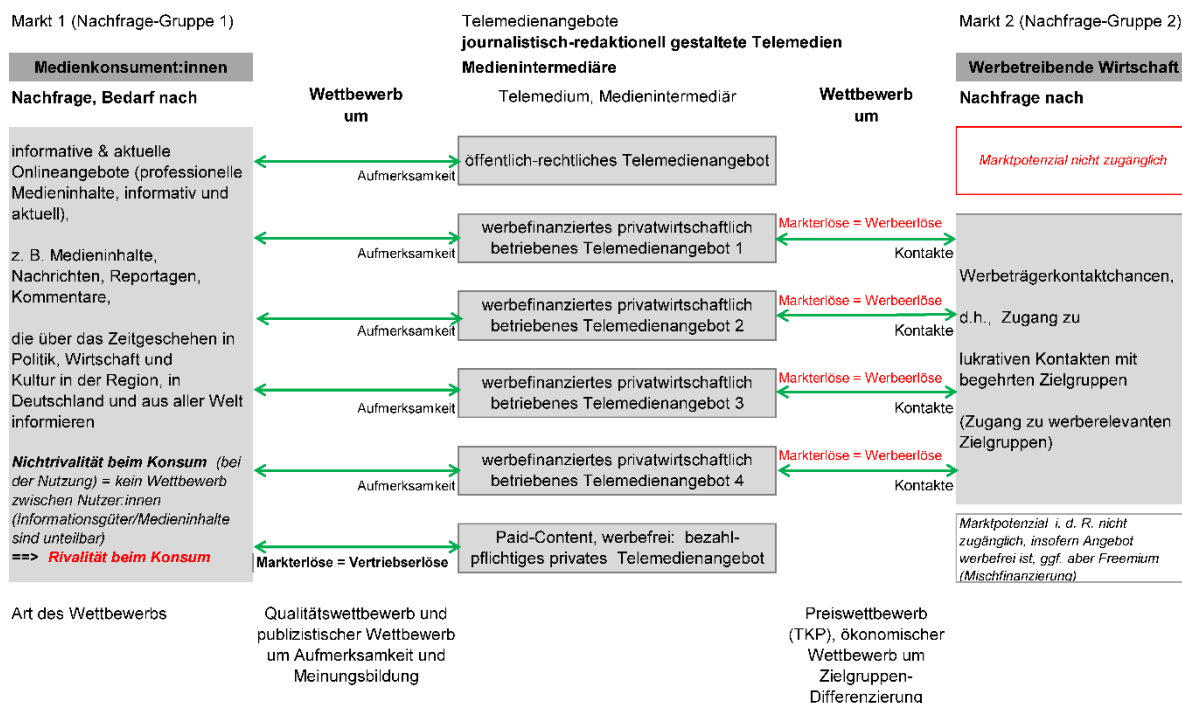 Markt 1 (Nachfrage-Gruppe 1)
Telemedienangebote
journalistisch-redaktionell gestaltete Telemedien
Markt 2 (Nachfrage-Gruppe 2)
Medienkonsument:innen
Medienintermediäre
Werbetreibende Wirtschaft
Nachfrage, Bedarf nach
Wettbewerb
um
Telemedium, Medienintermediär
Wettbewerb
um
Nachfrage nach
informative & aktuelle
Onlineangebote (professionelle
Medieninhalte, informativ und
aktuell),
z. B. Medieninhalte,
Nachrichten, Reportagen,
Kommentare,
die über das Zeitgeschehen in
Politik, Wirtschaft und
Kultur in der Region, in
Deutschland und aus aller Welt
informieren
Nichtrivalität beim Konsum (bei
der Nutzung) = kein Wettbewerb
zwischen Nutzer:innen
(Informationsgüter/Medieninhalte
sind unteilbar)
==> Rivalität beim Konsum
Aufmerksamkeit
öffentlich-rechtliches Telemedienangebot
Marktpotenzial nicht zugänglich
Aufmerksamkeit
werbefinanziertes privatwirtschaftlich
betriebenes Telemedienangebot 1
Markterlöse = Werbeerlöse
Kontakte
Aufmerksamkeit
werbefinanziertes privatwirtschaftlich
betriebenes Telemedienangebot 2
Markterlöse = Werbeerlöse
Kontakte
Aufmerksamkeit
werbefinanziertes privatwirtschaftlich
betriebenes Telemedienangebot 3
Markterlöse = Werbeerlöse
Kontakte
Aufmerksamkeit
werbefinanziertes privatwirtschaftlich
betriebenes Telemedienangebot 4
Markterlöse = Werbeerlöse
Kontakte
Werbeträgerkontaktchancen,
d.h., Zugang zu
lukrativen Kontakten mit
begehrten Zielgruppen
(Zugang zu werberelevanten
Zielgruppen)
Markterlöse = Vertriebserlöse
Paid-Content, werbefrei: bezahl-
pflichtiges privates Telemedienangebot
Marktpotenzial i. d. R. nicht
zugänglich, insofern Angebot
werbefrei ist, ggf. aber Freemium
(Mischfinanzierung)
Art des Wettbewerbs
Qualitätswettbewerb und
publizistischer Wettbewerb
um Aufmerksamkeit und
Meinungsbildung
Preiswettbewerb
(TKP), ökonomischer
Wettbewerb um
Zielgruppen-
Differenzierung